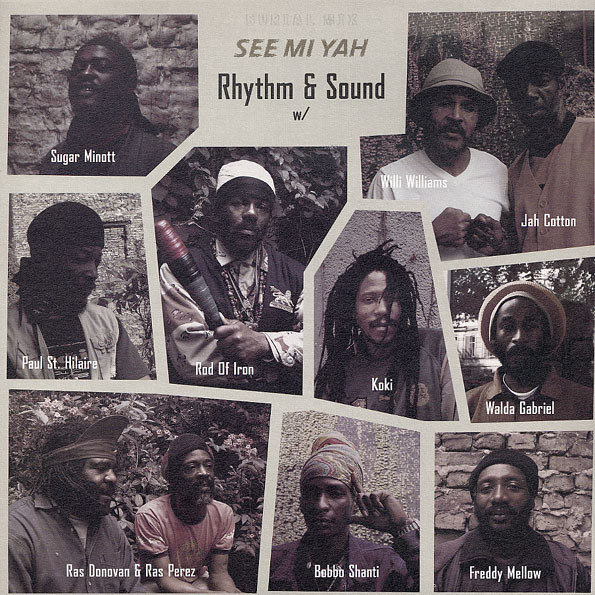 SEE MI YAH
Rhythm & Sound
w/
Sugar Minott
Willi Williams
Jah Cotton
Paul St. Hilaire
Rod Of Iron
Koki
Walda Gabriel
Ras Donovan & Ras Perez
Bobbo Shanti
Freddy Mellow